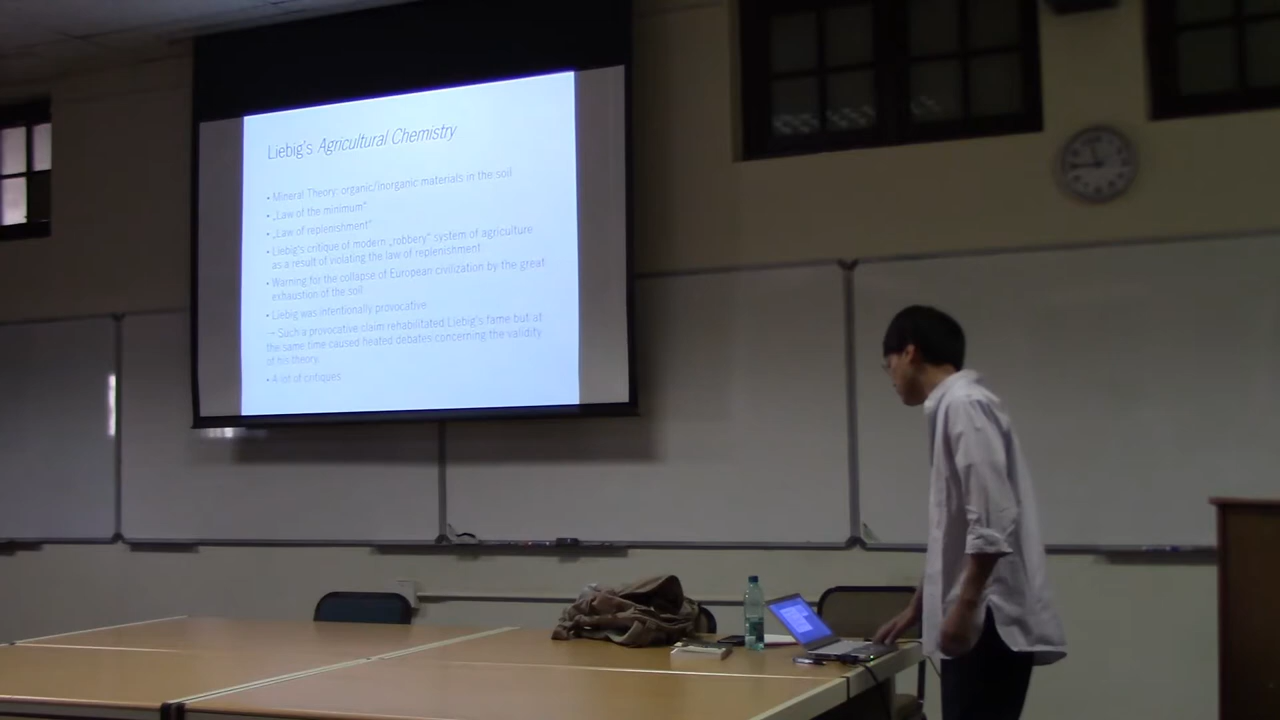 Liebig's Agricultural Chemistry
• Mineral Theory: organic/inorganic materials in the soil
• „Law of the minimum“
• „Law of replenishment“
• Liebig's critique of modern „robbery“ system of agriculture
as a result of violating the law of replenishment
• Warning for the collapse of European civilization by the great
exhaustion of the soil
• Liebig was intentionally provocative
→ Such a provocative claim rehabilitated Liebig's fame but at
the same time caused heated debates concerning the validity
of his theory.
• A lot of critiques